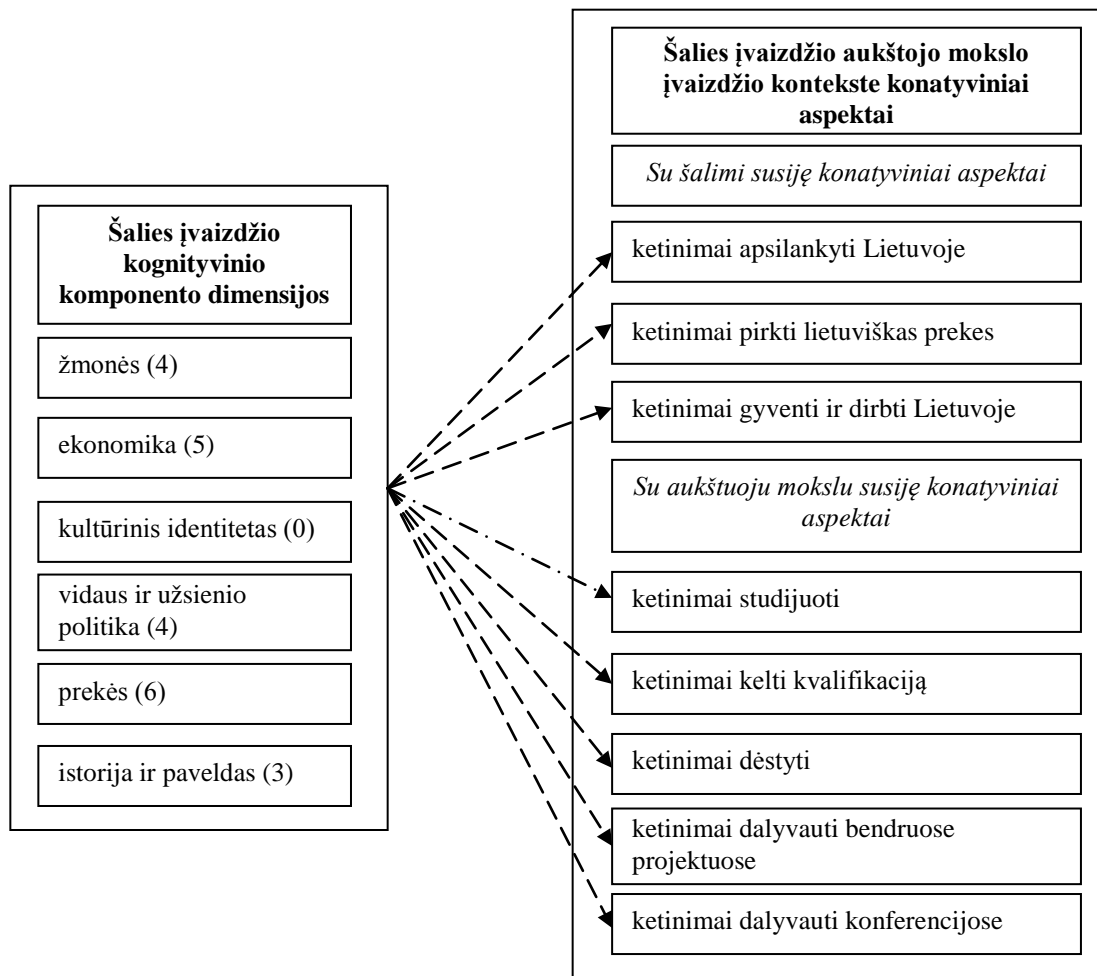 Šalies įvaizdžio
kognityvinio
komponento dimensijos
žmonės (4)
ekonomika (5)
kultūrinis identitetas (0)
vidaus ir užsienio
politika (4)
prekės (6)
istorija ir paveldas (3)
Šalies įvaizdžio aukštojo mokslo
įvaizdžio kontekste konatyviniai
aspektai
Su šalimi susiję konatyviniai aspektai
ketinimai apsilankyti Lietuvoje
ketinimai pirkti lietuviškas prekes
ketinimai gyventi ir dirbti Lietuvoje
Su aukštuoju mokslu susiję konatyviniai
aspektai
ketinimai studijuoti
ketinimai kelti kvalifikaciją
ketinimai dėstyti
ketinimai dalyvauti bendruose
projektuose
ketinimai dalyvauti konferencijose